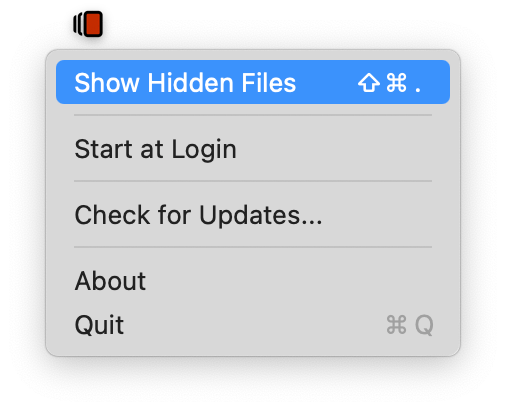 Show Hidden Files ⇧⌘.
Start at Login
Check for Updates...
About
Quit ⌘Q